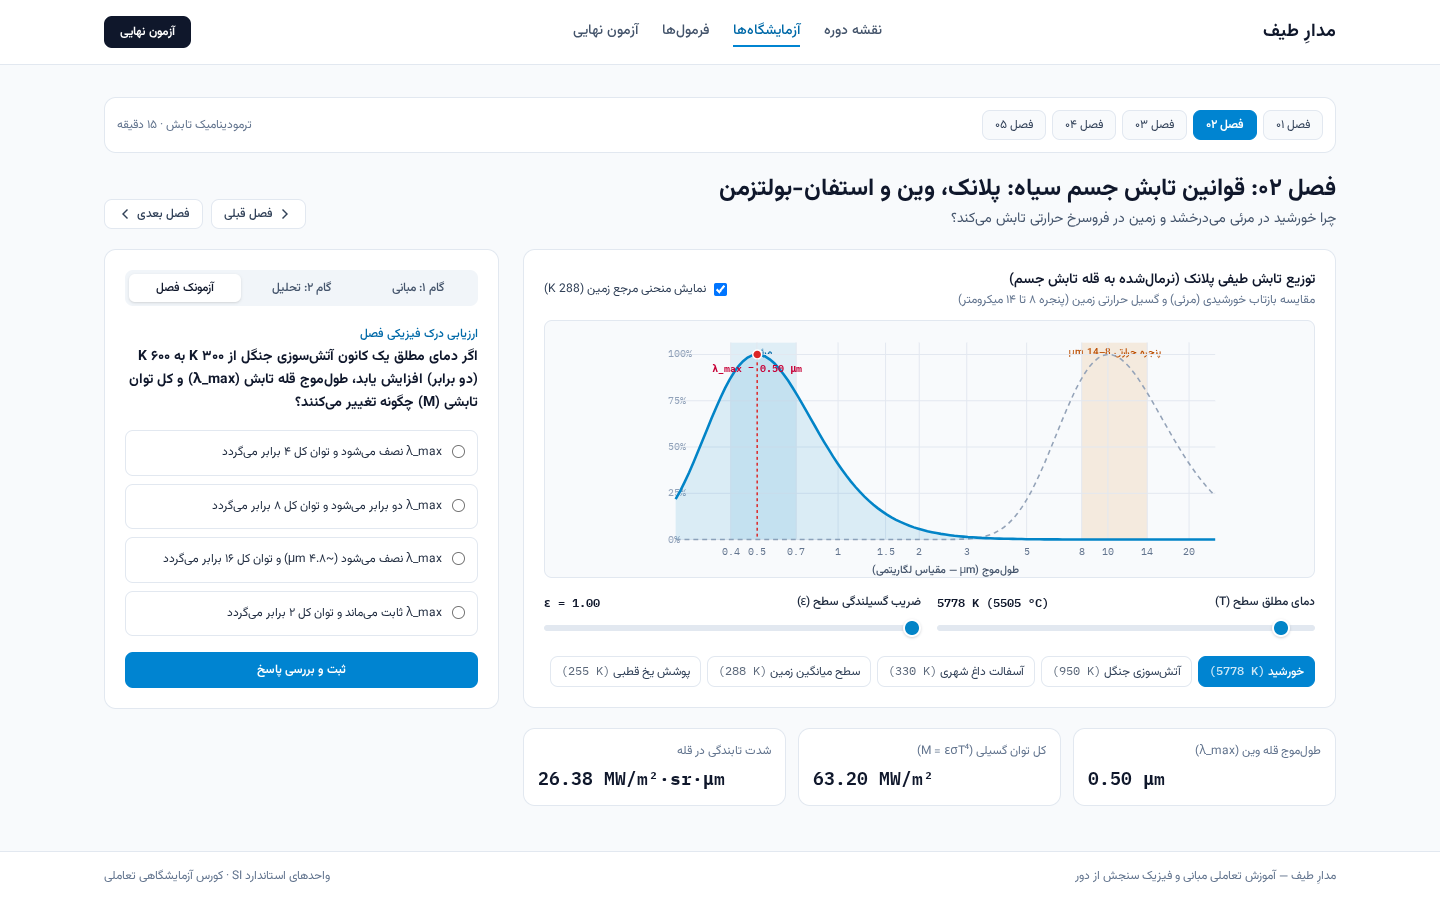 مدارِ طیف
نقشه دوره
آزمایشگاه‌ها
فرمول‌ها
آزمون نهایی
آزمون نهایی
فصل ۰۱
فصل ۰۲
فصل ۰۳
فصل ۰۴
فصل ۰۵
ترمودینامیک تابش · ۱۵ دقیقه
فصل ۰۲: قوانین تابش جسم سیاه: پلانک، وین و استفان-بولتزمن
چرا خورشید در مرئی می‌درخشد و زمین در فروسرخ حرارتی تابش می‌کند؟
فصل قبلی
فصل بعدی
توزیع تابش طیفی پلانک (نرمال‌شده به قله تابش جسم)
مقایسه بازتاب خورشیدی (مرئی) و گسیل حرارتی زمین (پنجره ۸ تا ۱۴ میکرومتر)
نمایش منحنی مرجع زمین (288 K)
100%
75%
50%
25%
0%
مرئی
λ_max = 0.50 µm
پنجره حرارتی 8–14 µm
0.4 0.5 0.7 1 1.5 2 3 5 8 10 14 20
طول‌موج (µm — مقیاس لگاریتمی)
دمای مطلق سطح (T)
5778 K (5505 °C)
ضریب گسیلندگی سطح (ε)
ε = 1.00
خورشید (5778 K)
آتش‌سوزی جنگل (950 K)
آسفالت داغ شهری (330 K)
سطح میانگین زمین (288 K)
پوشش یخ قطبی (255 K)
طول‌موج قله وین (λ_max)
0.50 µm
کل توان گسیلی (M = εσT⁴)
63.20 MW/m²
شدت تابندگی در قله
26.38 MW/m²·sr·µm
گام ۱: مبانی
گام ۲: تحلیل
آزمونک فصل
ارزیابی درک فیزیکی فصل
اگر دمای مطلق یک کانون آتش‌سوزی جنگل از ۳۰۰ K به ۶۰۰ K
(دو برابر) افزایش یابد، طول‌موج قله تابش (λ_max) و کل توان
تابشی (M) چگونه تغییر می‌کنند؟
λ_max نصف می‌شود و توان کل ۴ برابر می‌گردد
λ_max دو برابر می‌شود و توان کل ۸ برابر می‌گردد
λ_max نصف می‌شود (~۴.۸ µm) و توان کل ۱۶ برابر می‌گردد
λ_max ثابت می‌ماند و توان کل ۲ برابر می‌گردد
ثبت و بررسی پاسخ
مدارِ طیف — آموزش تعاملی مبانی و فیزیک سنجش از دور
واحدهای استاندارد SI · کورس آزمایشگاهی تعاملی